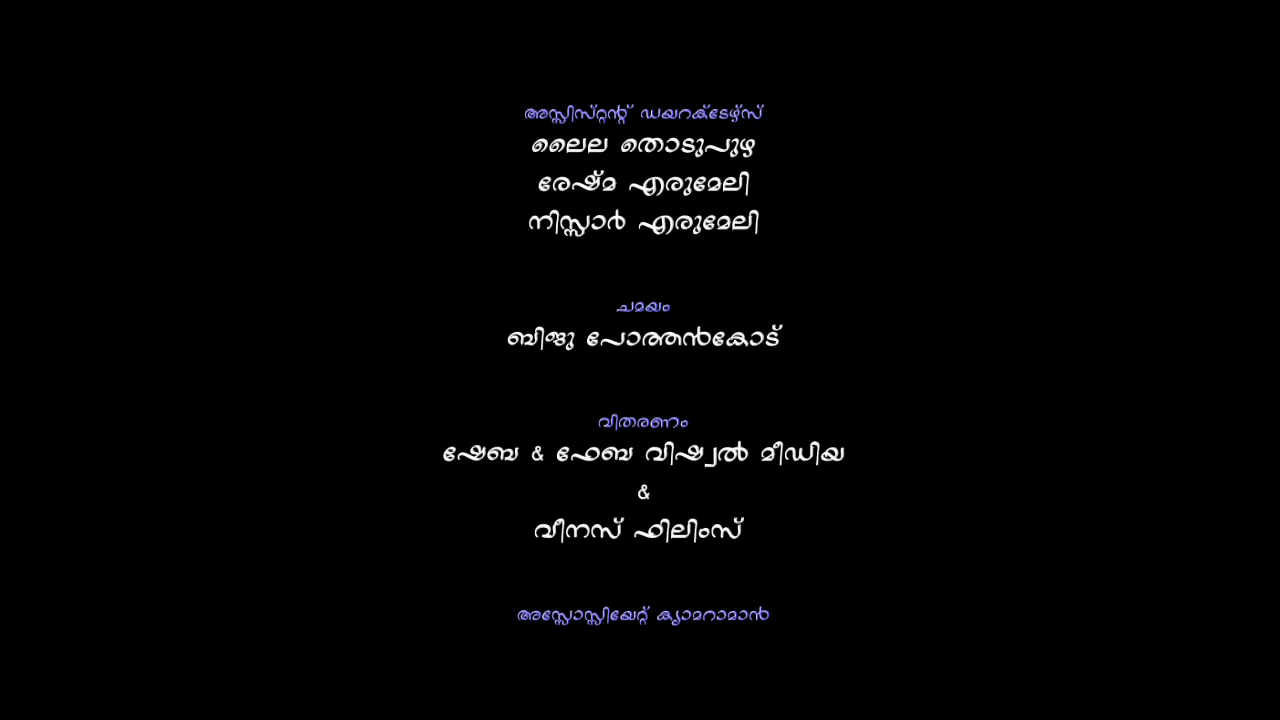 അസ്സിസ്റ്റന്റ് ഡയറക്ടേഴ്സ്
ലൈല തൊടുപുഴ
രേഷ്മ എരുമേലി
നിസ്സാർ എരുമേലി
ചമയം
ബിജു പോത്തൻകോട്
വിതരണം
ഷേബ & ഫേബ വിഷ്വൽ മീഡിയ
&
വീനസ് ഫിലിംസ്
അസ്സോസ്സിയേറ്റ് ക്യാമറാമാൻ